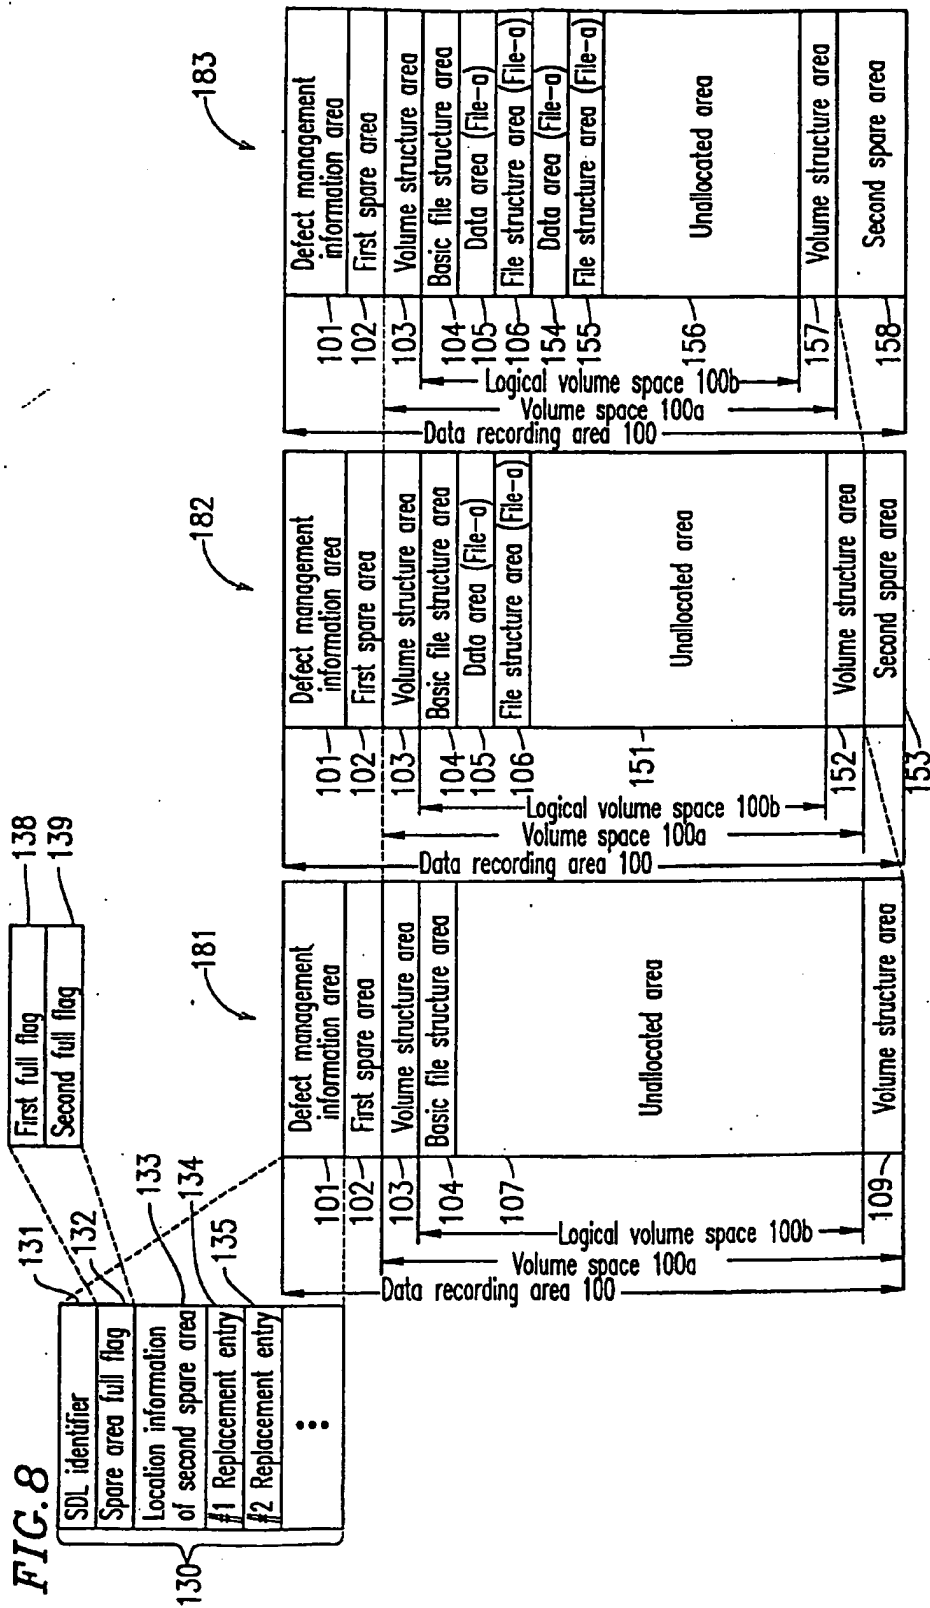 FIG.8
130
SDL identifier
Spare area full flag
Location information
of second spare area
#1 Replacement entry
#2 Replacement entry
131
132
133
134
135
First full flag
Second full flag
138
139
181
Data recording area 100
Volume space 100a
Logical volume space 100b
101
102
103
104
107
109
Defect management
information area
First spare area
Volume structure area
Basic file structure area
Unallocated area
Volume structure area
182
Data recording area 100
Volume space 100a
Logical volume space 100b
101
102
103
104
105
106
151
152
153
Defect management
information area
First spare area
Volume structure area
Basic file structure area
Data area (File-a)
File structure area (File-a)
Unallocated area
Volume structure area
Second spare area
183
Data recording area 100
Volume space 100a
Logical volume space 100b
101
102
103
104
105
106
154
155
156
157
158
Defect management
information area
First spare area
Volume structure area
Basic file structure area
Data area (File-a)
File structure area (File-a)
Data area (File-a)
File structure area (File-a)
Unallocated area
Volume structure area
Second spare area